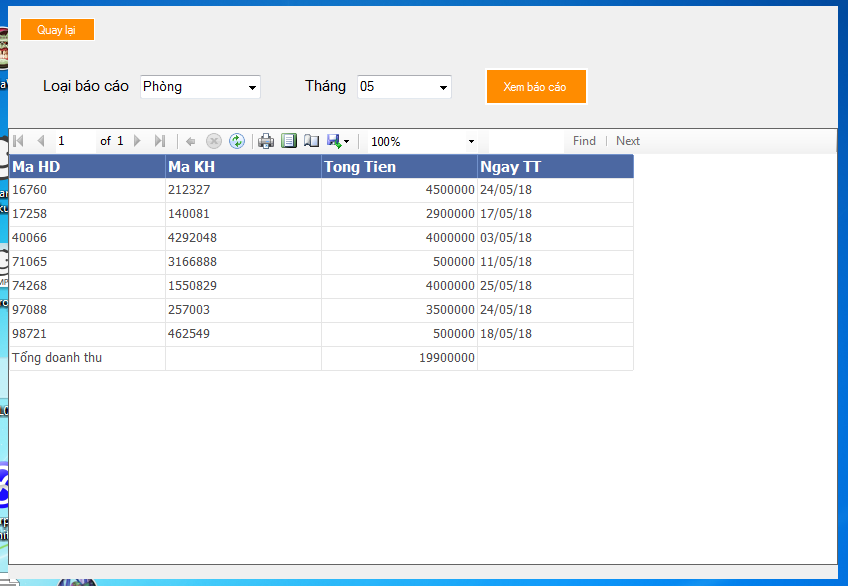 Quay lại
Loại báo cáo Phòng Tháng 05 Xem báo cáo
1 of 1 100% Find Next
Ma HD Ma KH Tong Tien Ngay TT
16760 212327 4500000 24/05/18
17258 140081 2900000 17/05/18
40066 4292048 4000000 03/05/18
71065 3166888 500000 11/05/18
74268 1550829 4000000 25/05/18
97088 257003 3500000 24/05/18
98721 462549 500000 18/05/18
Tổng doanh thu 19900000